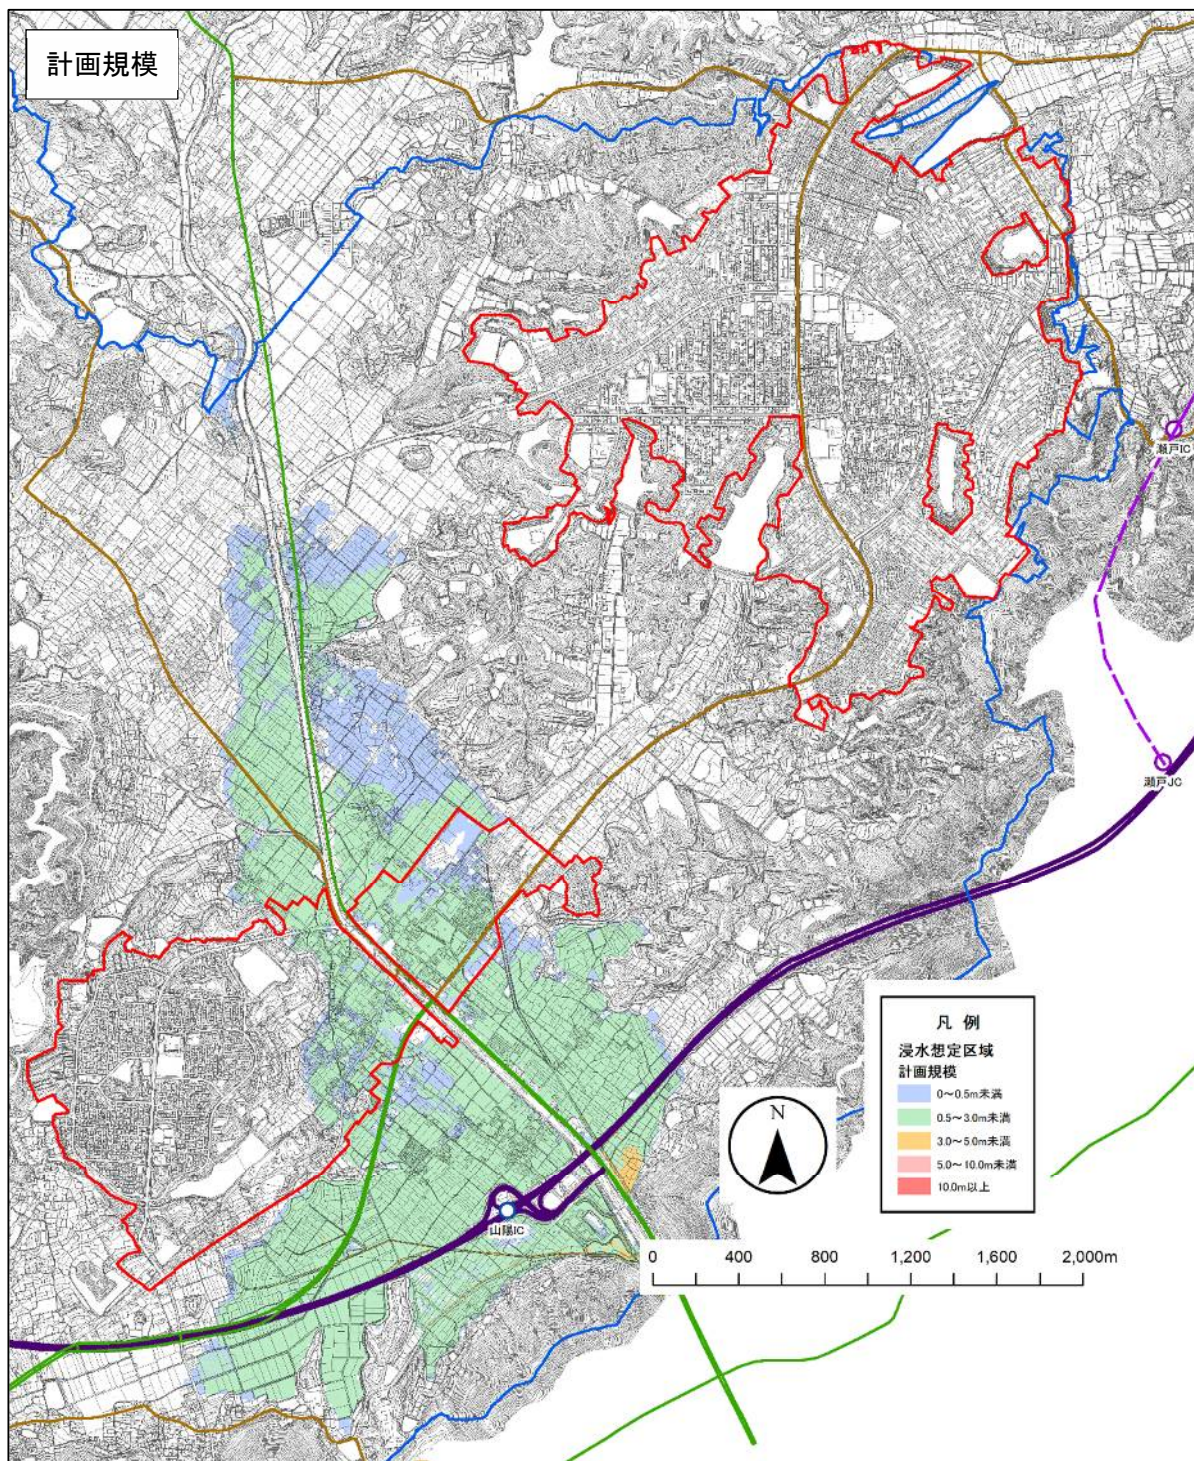 計画規模
瀬戸IC
瀬戸JC
凡 例
浸水想定区域
計画規模
0～0.5m未満
0.5～3.0m未満
3.0～5.0m未満
5.0～10.0m未満
10.0m以上
N
山陽IC
0 400 800 1,200 1,600 2,000m